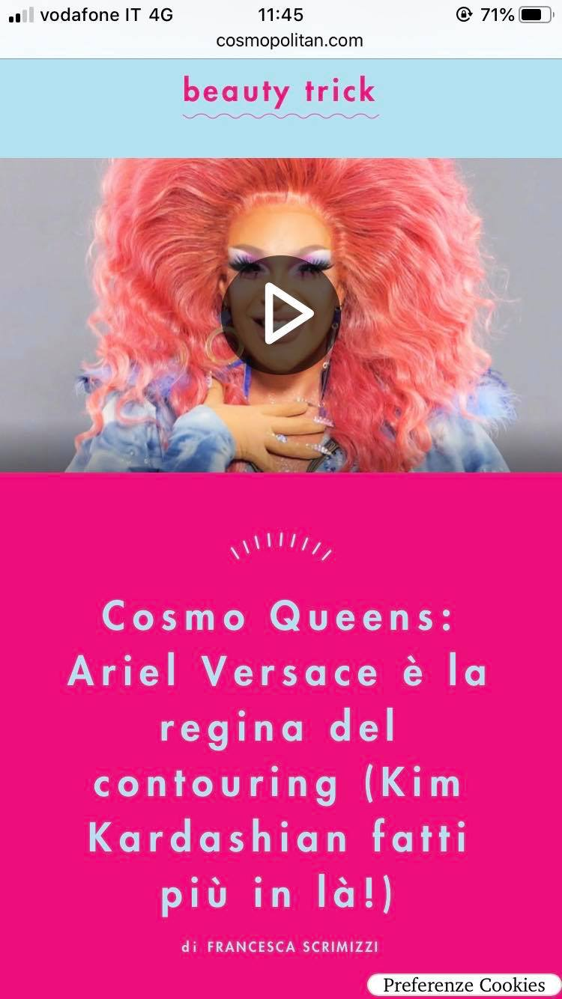 vodafone IT 4G 11:45 71%
cosmopolitan.com
beauty trick
Cosmo Queens:
Ariel Versace è la
regina del
contouring (Kim
Kardashian fatti
più in là!)
di FRANCESCA SCRIMIZZI
Preferenze Cookies